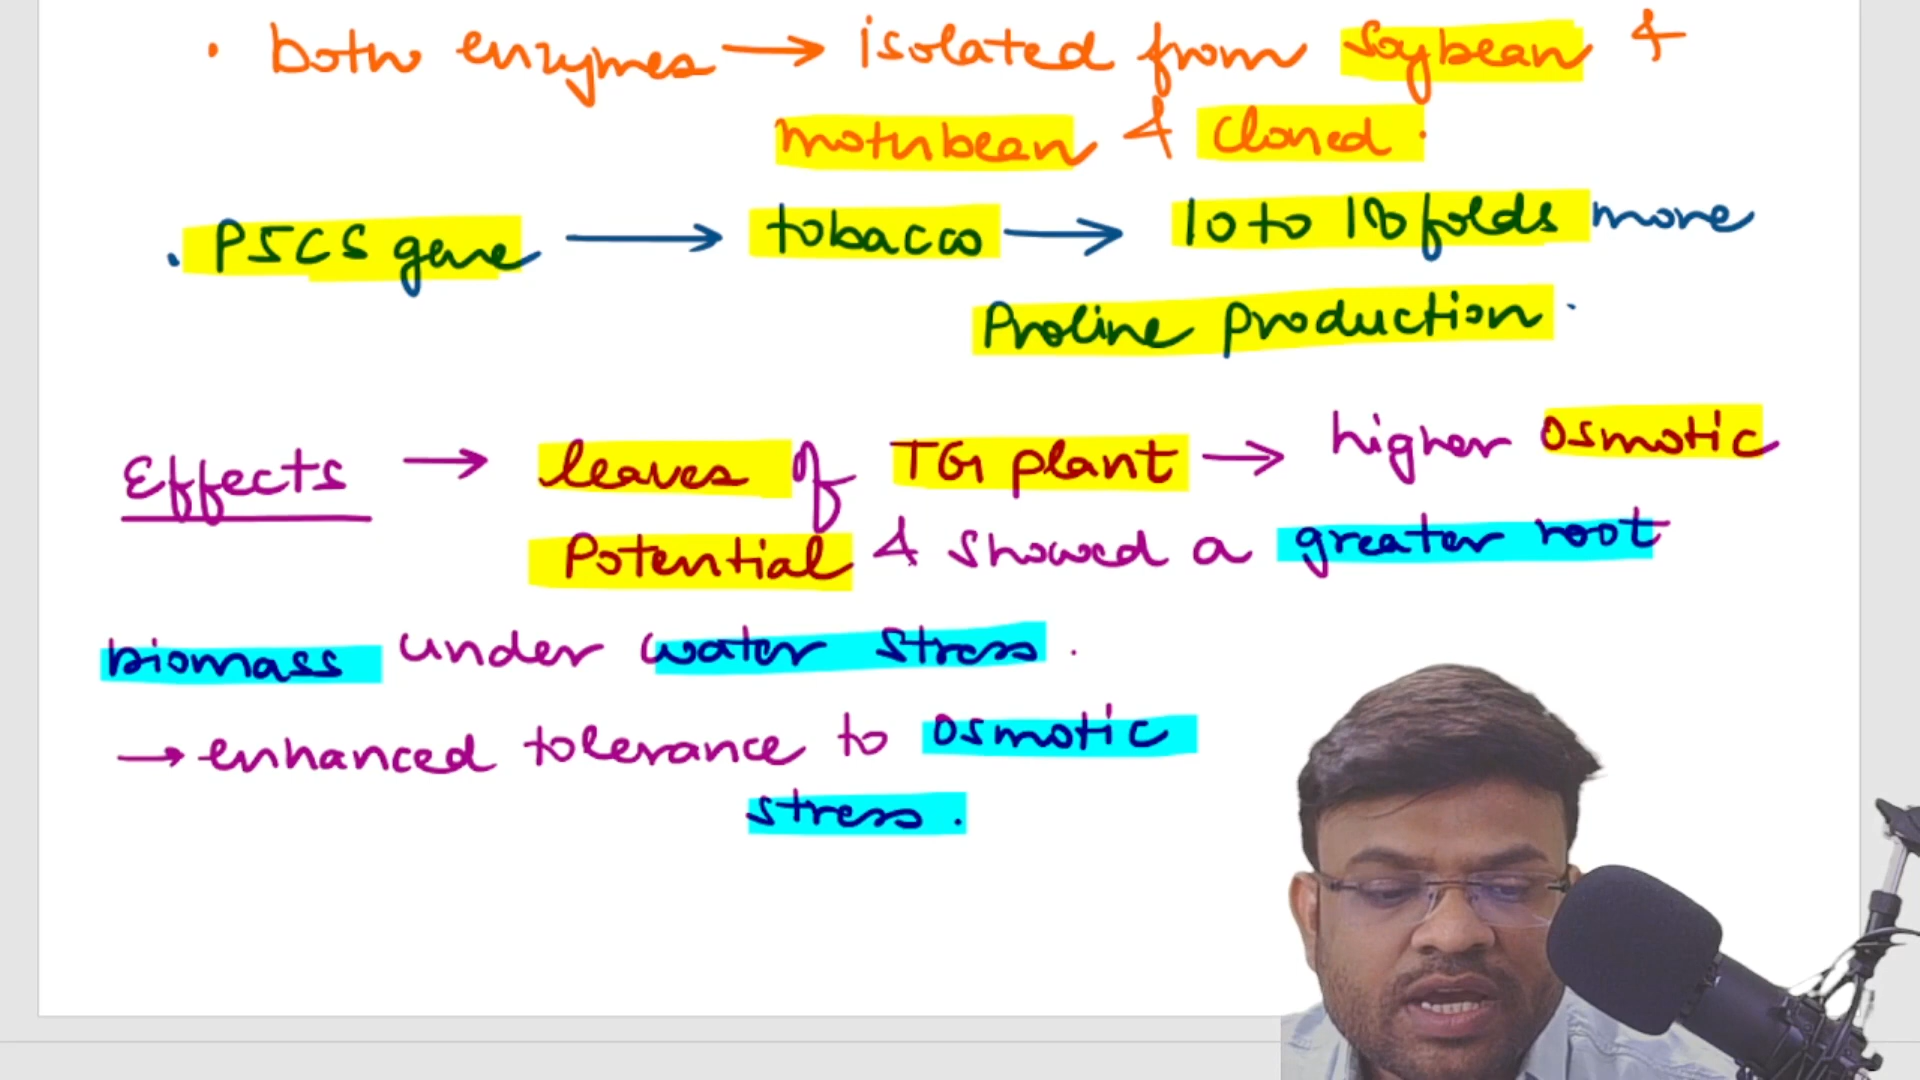 • both enzymes → isolated from Soybean &
mothbean & Cloned.
• P5CS gene → tobacco → 10 to 18 folds more
Proline production.
Effects → leaves of TG plant → higher osmotic
Potential & showed a greater root
biomass under water stress.
→ enhanced tolerance to osmotic
stress.